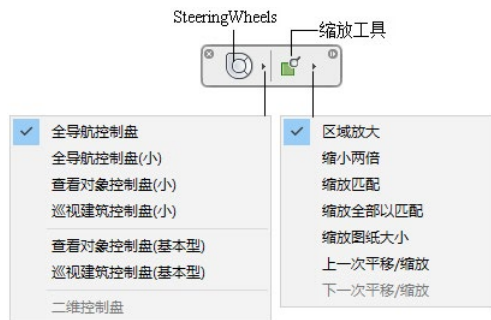 SteeringWheels
缩放工具
全导航控制盘
全导航控制盘(小)
查看对象控制盘(小)
巡视建筑控制盘(小)
查看对象控制盘(基本型)
巡视建筑控制盘(基本型)
二维控制盘
区域放大
缩小两倍
缩放匹配
缩放全部以匹配
缩放图纸大小
上一次平移/缩放
下一次平移/缩放